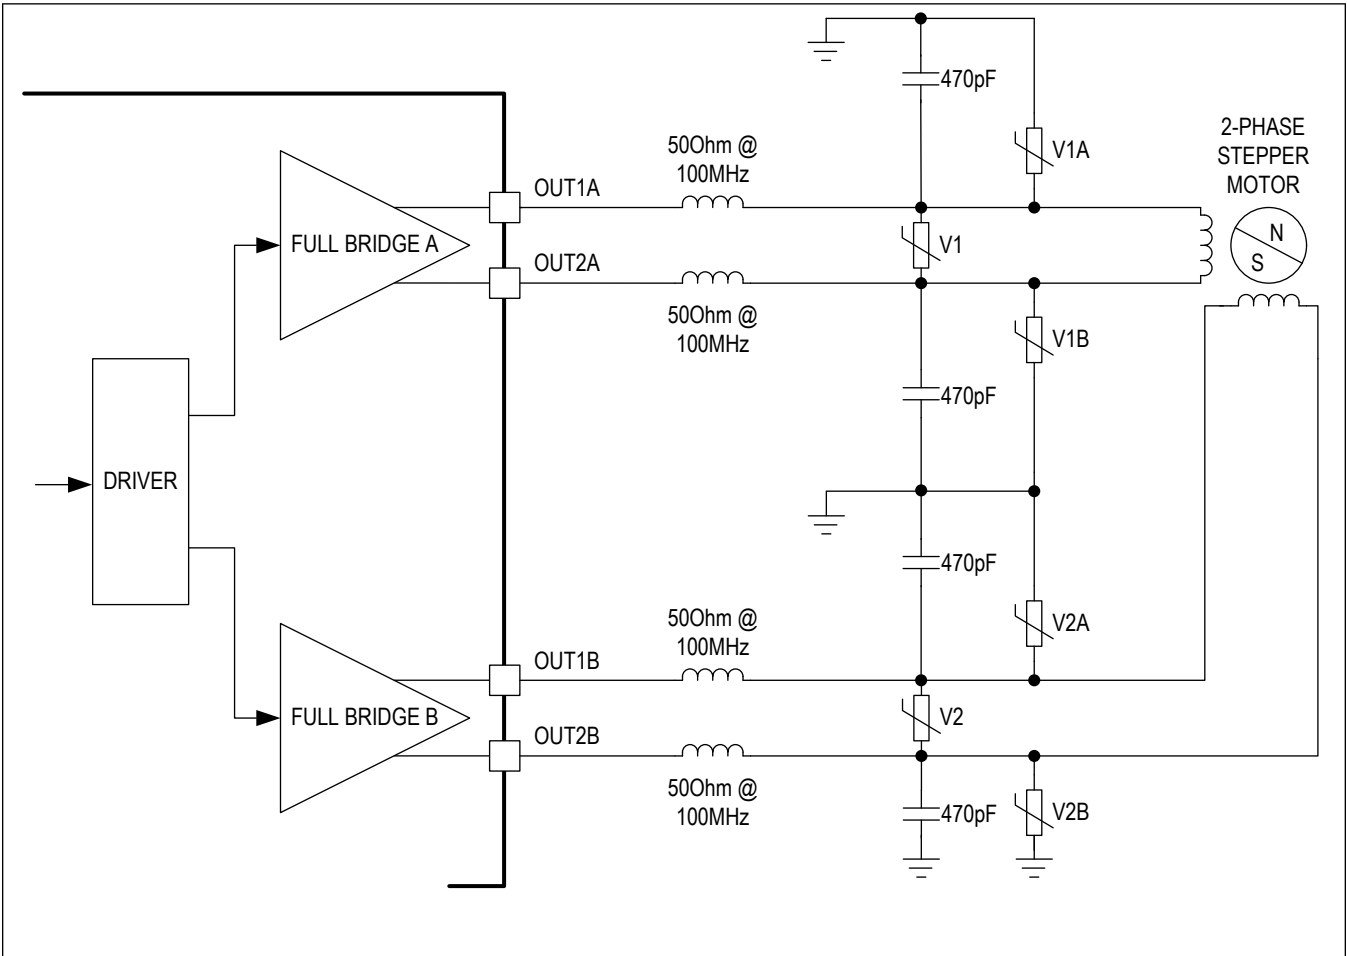 470pF
V1A
2-PHASE
STEPPER
MOTOR
N
S
50Ohm @
100MHz
OUT1A
FULL BRIDGE A
V1
OUT2A
50Ohm @
100MHz
V1B
470pF
DRIVER
470pF
50Ohm @
100MHz
V2A
OUT1B
FULL BRIDGE B
V2
OUT2B
50Ohm @
100MHz
470pF
V2B